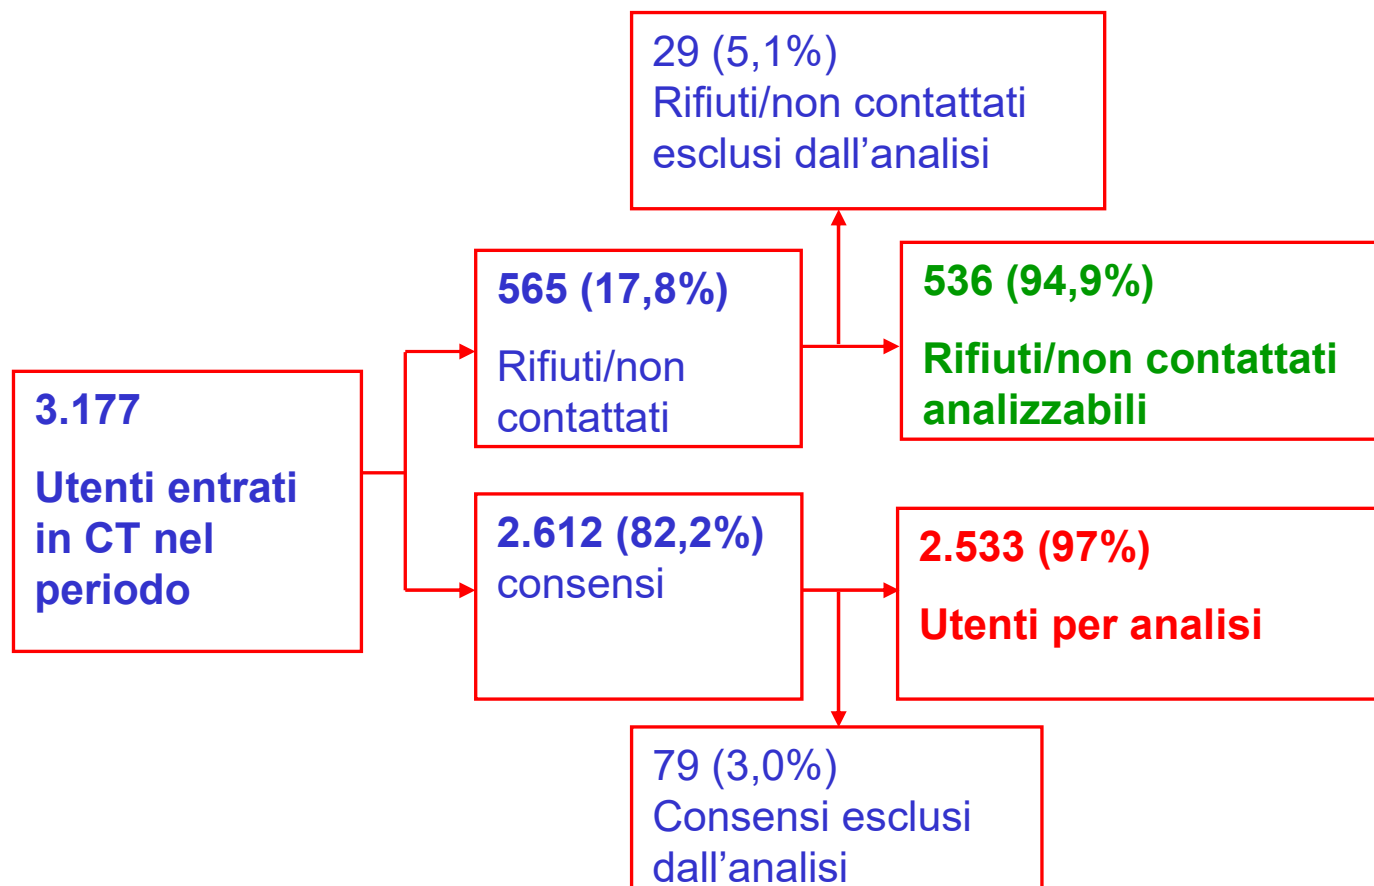 29 (5,1%)
Rifiuti/non contattati
esclusi dall’analisi
565 (17,8%)
Rifiuti/non
contattati
536 (94,9%)
Rifiuti/non contattati
analizzabili
3.177
Utenti entrati
in CT nel
periodo
2.612 (82,2%)
consensi
2.533 (97%)
Utenti per analisi
79 (3,0%)
Consensi esclusi
dall’analisi